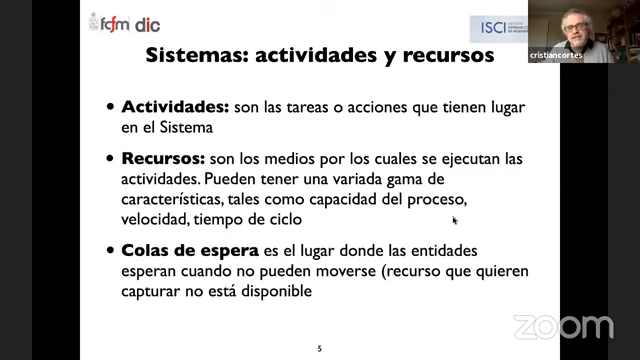 fcfm dic
ISCI
cristiancortes
Sistemas: actividades y recursos
• Actividades: son las tareas o acciones que tienen lugar
en el Sistema
• Recursos: son los medios por los cuales se ejecutan las
actividades. Pueden tener una variada gama de
características, tales como capacidad del proceso,
velocidad, tiempo de ciclo
• Colas de espera es el lugar donde las entidades
esperan cuando no pueden moverse (recurso que quieren
capturar no está disponible
5
zoom